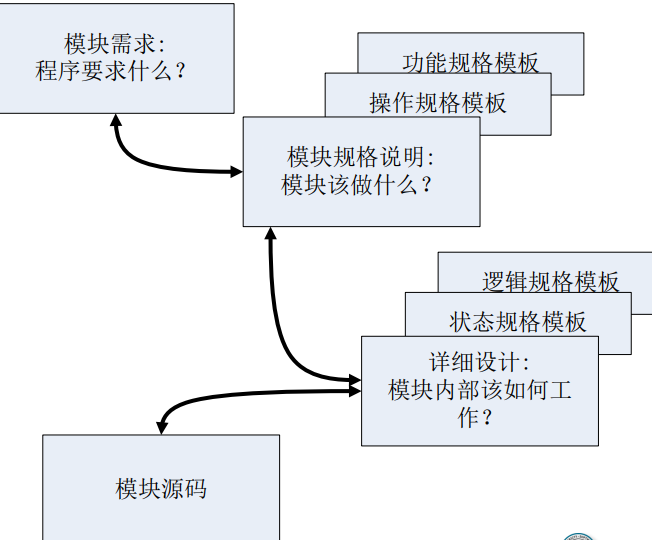 模块需求:
程序要求什么？
功能规格模板
操作规格模板
模块规格说明:
模块该做什么？
逻辑规格模板
状态规格模板
详细设计:
模块内部该如何工
作？
模块源码